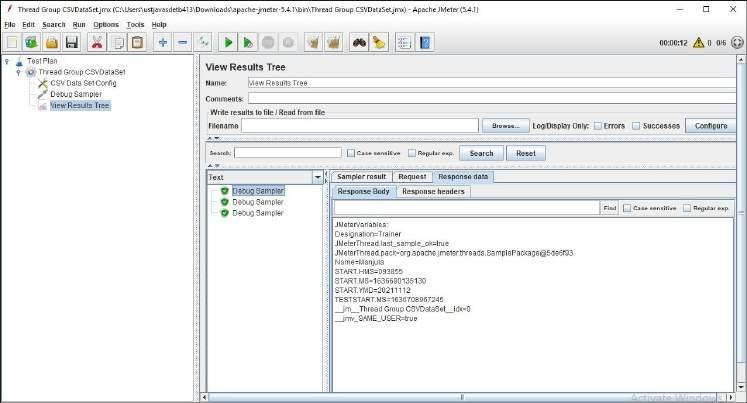 Thread Group CSVDataSet.jmx (C:\Users\ustjavasdetb413\Downloads\apache-jmeter-5.4.1\bin\Thread Group CSVDataSet.jmx) - Apache JMeter (5.4.1)
File Edit Search Run Options Tools Help
00:00:12 0 0/6
Test Plan
Thread Group CSVDataSet
CSV Data Set Config
Debug Sampler
View Results Tree
View Results Tree
Name: View Results Tree
Comments:
Write results to file / Read from file
Filename Browse... Log/Display Only: Errors Successes Configure
Search: Case sensitive Regular exp. Search Reset
Text
Debug Sampler
Debug Sampler
Debug Sampler
Sampler result Request Response data
Response Body Response headers
Find Case sensitive Regular exp.
JMeterVariables:
Designation=Trainer
JMeterThread.last_sample_ok=true
JMeterThread.pack=org.apache.jmeter.threads.SamplePackage@5de6f93
Name=Manjula
START.HMS=093855
START.MS=1636690135130
START.YMD=20211112
TESTSTART.MS=1636708967245
__jm__Thread Group CSVDataSet__idx=0
__jmv_SAME_USER=true
Activate Windows